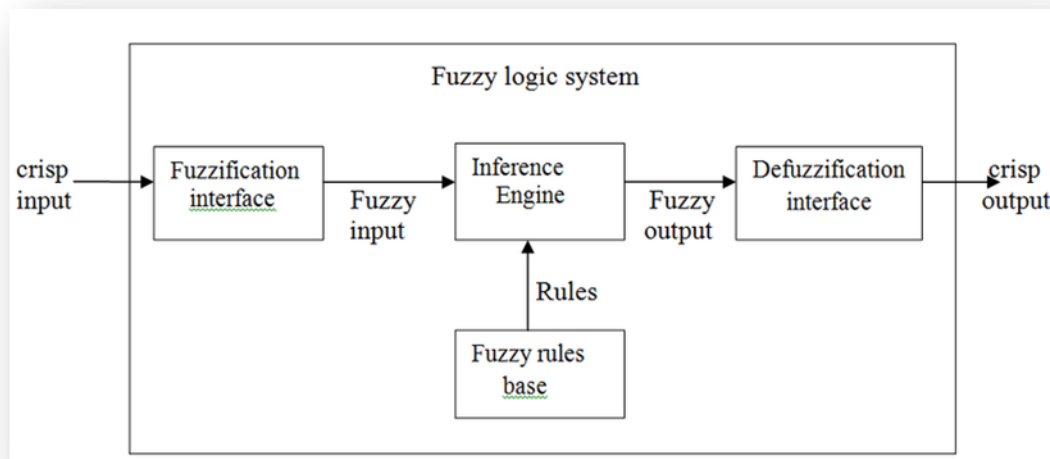 Fuzzy logic system
crisp
input
Fuzzification
interface
Fuzzy
input
Inference
Engine
Fuzzy
output
Defuzzification
interface
crisp
output
Rules
Fuzzy rules
base